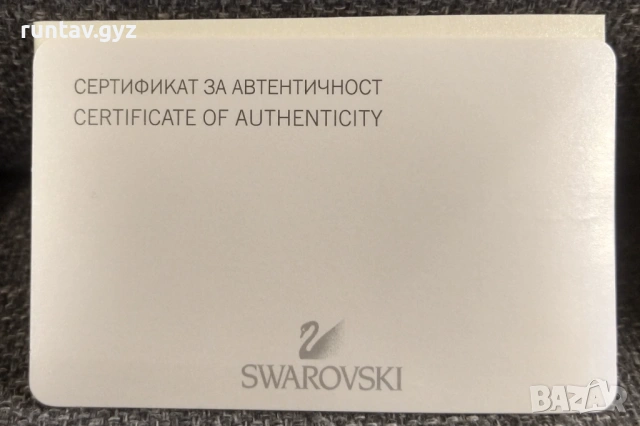 runtav.gyz
СЕРТИФИКАТ ЗА АВТЕНТИЧНОСТ
CERTIFICATE OF AUTHENTICITY
SWAROVSKI
BAZAR